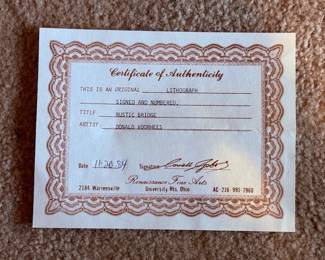 Certificate of Authenticity
THIS IS AN ORIGINAL LITHOGRAPH
SIGNED AND NUMBERED,
TITLE RUSTIC BRIDGE
ARTIST DONALD VOORHEES
Date 11·20·84 Signature
Renaissance Fine Arts
2184 Warrensville University Hts. Ohio AC-216-991-7060